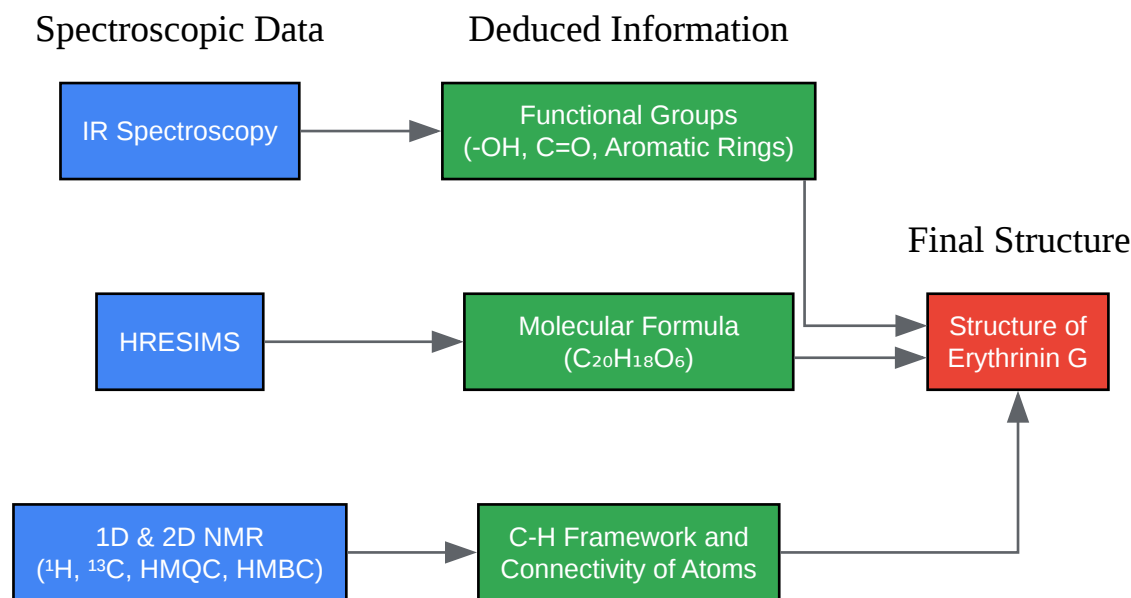 Spectroscopic Data
Deduced Information
IR Spectroscopy
Functional Groups
(-OH, C=O, Aromatic Rings)
Final Structure
HRESIMS
Molecular Formula
(C₂₀H₁₈O₆)
Structure of
Erythrinin G
1D & 2D NMR
(¹H, ¹³C, HMQC, HMBC)
C-H Framework and
Connectivity of Atoms